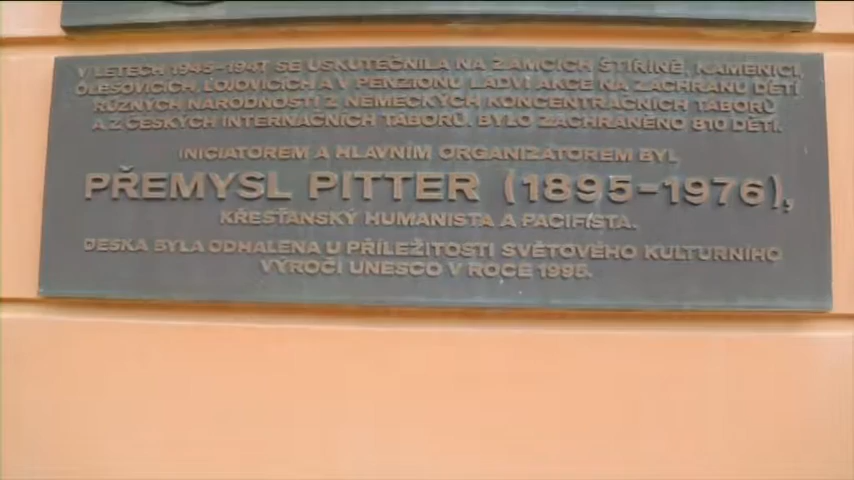 V LETECH 1945-1947 SE USKUTEČNILA NA ZÁMCÍCH ŠTIŘINĚ, KAMENICI,
OLEŠOVICÍCH, LOJOVICÍCH A V PENZIONU LADVÍ AKCE NA ZÁCHRANU DĚTÍ
RŮZNÝCH NÁRODNOSTÍ Z NĚMECKÝCH KONCENTRAČNÍCH TÁBORŮ
A Z ČESKÝCH INTERNAČNÍCH TÁBORŮ. BYLO ZACHRÁNĚNO 810 DĚTÍ.
INICIÁTOREM A HLAVNÍM ORGANIZÁTOREM BYL
PŘEMYSL PITTER (1895-1976),
KŘESŤANSKÝ HUMANISTA A PACIFISTA.
DESKA BYLA ODHALENA U PŘÍLEŽITOSTI SVĚTOVÉHO KULTURNÍHO
VÝROČÍ UNESCO V ROCE 1995.